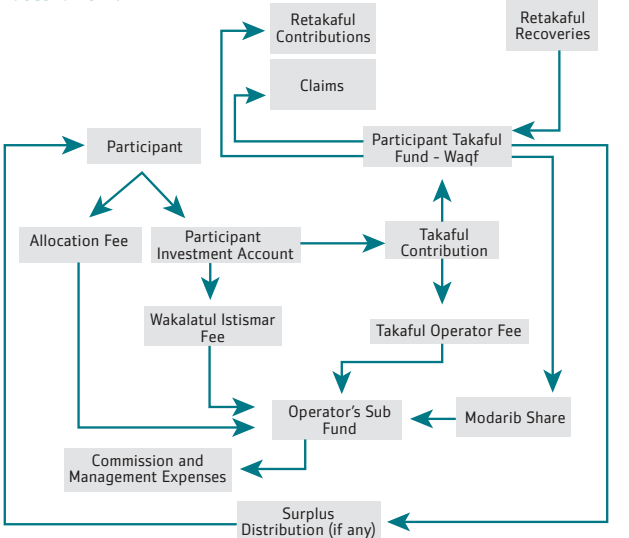 Retakaful
Contributions
Retakaful
Recoveries
Claims
Participant
Participant Takaful
Fund - Waqf
Allocation Fee
Participant
Investment Account
Takaful
Contribution
Wakalatul Istismar
Fee
Takaful Operator Fee
Operator's Sub
Fund
Modarib Share
Commission and
Management Expenses
Surplus
Distribution (if any)